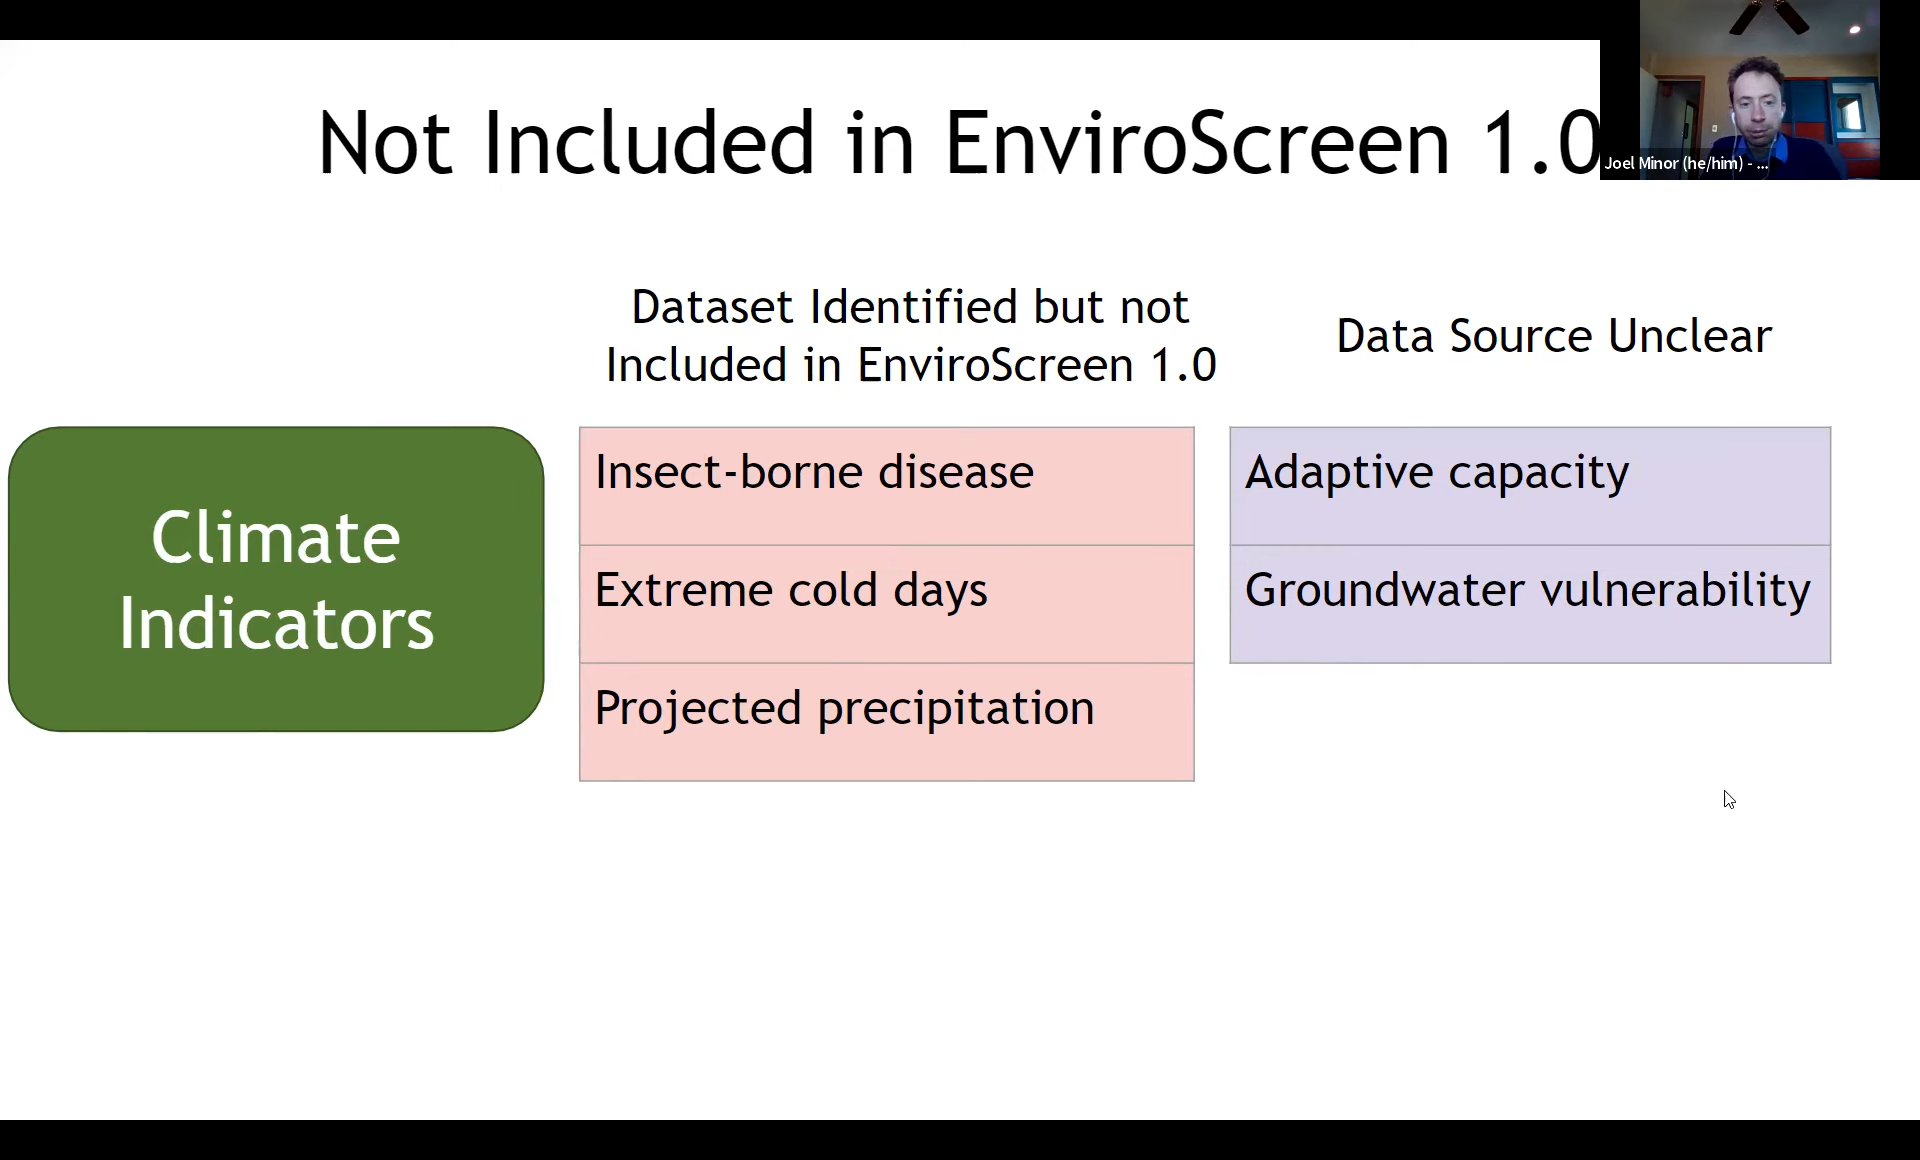 Not Included in EnviroScreen 1.0
Joel Minor (he/him) - ...
Dataset Identified but not
Included in EnviroScreen 1.0
Data Source Unclear
Climate
Indicators
Insect-borne disease
Extreme cold days
Projected precipitation
Adaptive capacity
Groundwater vulnerability